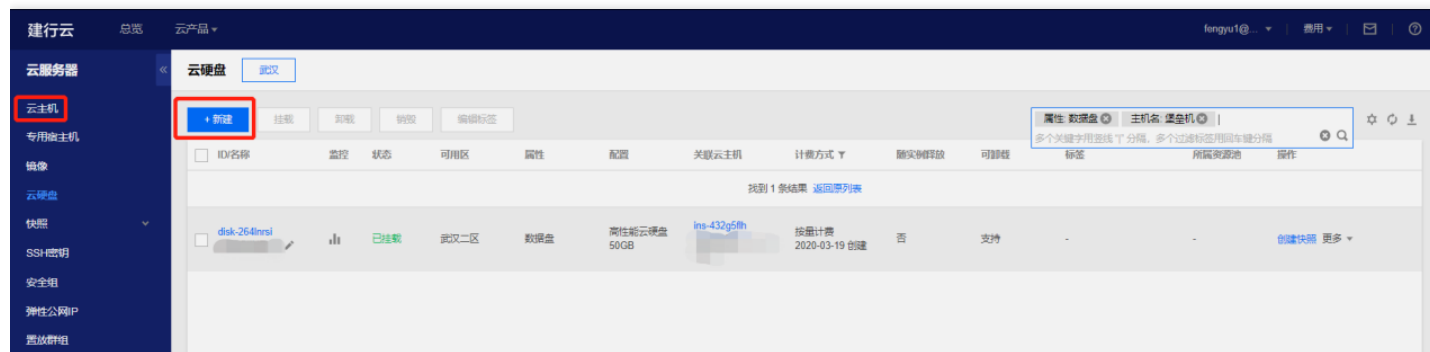 建行云 总览 云产品 fengyu1@... 费用
云服务器 云硬盘 武汉
云主机
专用宿主机
镜像
云硬盘
快照
SSH密钥
安全组
弹性公网IP
置放群组
+ 新建 挂载 卸载 销毁 编辑标签
属性: 数据盘 主机名: 堡垒机
多个关键字用竖线 "|" 分隔，多个过滤标签用回车键分隔
ID/名称 监控 状态 可用区 属性 配置 关联云主机 计费方式 随实例释放 可卸载 标签 所属资源池 操作
找到 1 条结果 返回原列表
disk-264lnrsi 已挂载 武汉二区 数据盘 高性能云硬盘 ins-432g5flh 按量计费 否 支持 - - 创建快照 更多
50GB 2020-03-19 创建